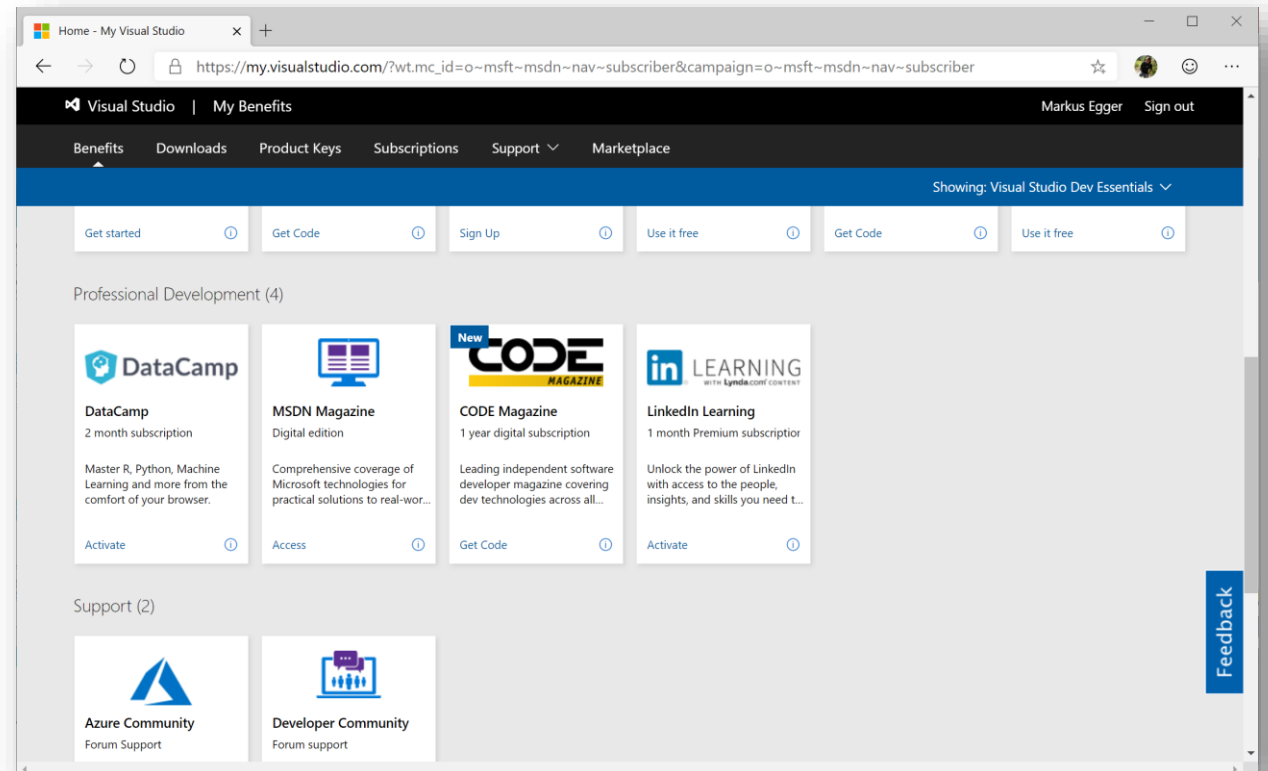 Home - My Visual Studio
https://my.visualstudio.com/?wt.mc_id=o~msft~msdn~nav~subscriber&campaign=o~msft~msdn~nav~subscriber
Visual Studio | My Benefits
Markus Egger Sign out
Benefits Downloads Product Keys Subscriptions Support Marketplace
Showing: Visual Studio Dev Essentials
Get started Get Code Sign Up Use it free Get Code Use it free
Professional Development (4)
DataCamp
DataCamp
2 month subscription
Master R, Python, Machine
Learning and more from the
comfort of your browser.
Activate
MSDN Magazine
Digital edition
Comprehensive coverage of
Microsoft technologies for
practical solutions to real-wor...
Access
New
CODE
MAGAZINE
CODE Magazine
1 year digital subscription
Leading independent software
developer magazine covering
dev technologies across all...
Get Code
in LEARNING
WITH Lynda.com CONTENT
LinkedIn Learning
1 month Premium subscription
Unlock the power of LinkedIn
with access to the people,
insights, and skills you need t...
Activate
Support (2)
Azure Community
Forum Support
Developer Community
Forum support
Feedback